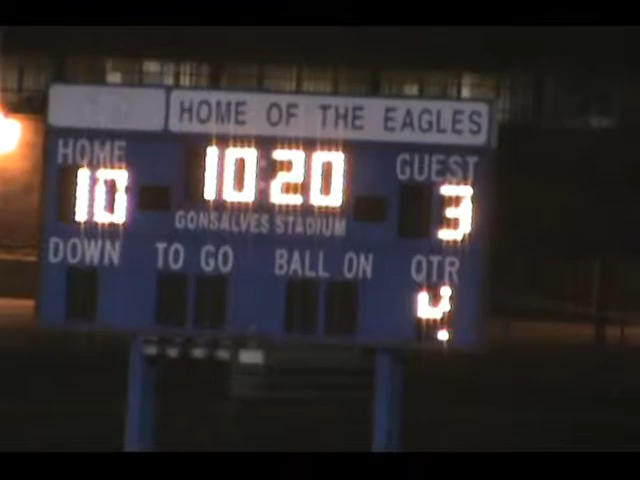 HOME OF THE EAGLES
HOME 10:20 GUEST
10 3
GONSALVES STADIUM
DOWN TO GO BALL ON QTR
4